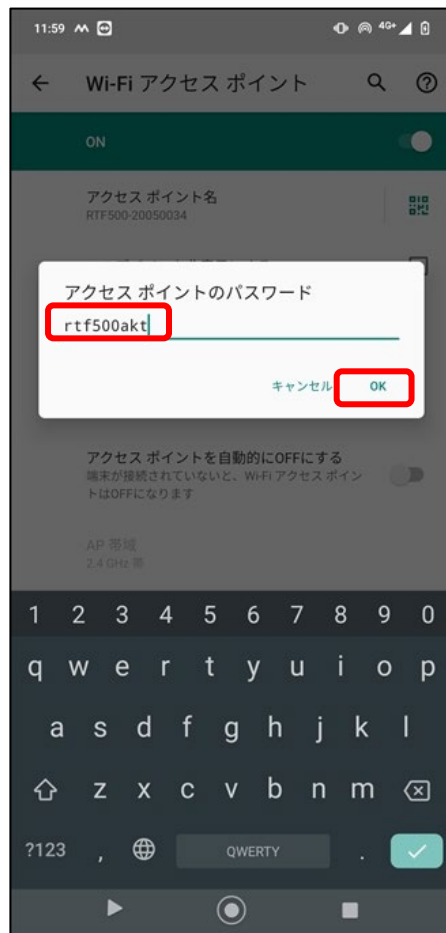 11:59 4G+
Wi-Fi アクセス ポイント
ON
アクセス ポイント名
RTF500-20050034
アクセス ポイントのパスワード
rtf500akt
キャンセル OK
アクセス ポイントを自動的にOFFにする
端末が接続されていないと、Wi-Fi アクセス ポイン
トはOFFになります
AP 帯域
2.4 GHz 帯
1 2 3 4 5 6 7 8 9 0
q w e r t y u i o p
a s d f g h j k l
z x c v b n m
?123 , QWERTY .